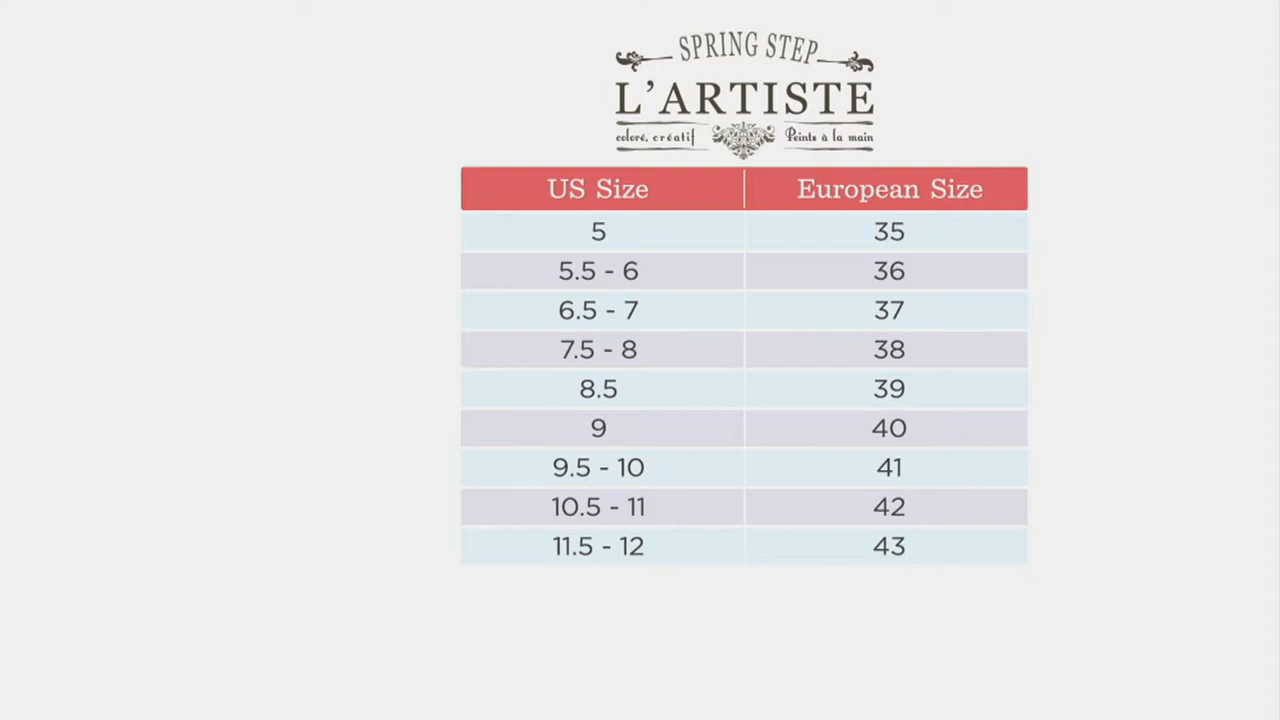 SPRING STEP
L'ARTISTE
coloré, créatif Peints à la main
US Size European Size
5 35
5.5 - 6 36
6.5 - 7 37
7.5 - 8 38
8.5 39
9 40
9.5 - 10 41
10.5 - 11 42
11.5 - 12 43